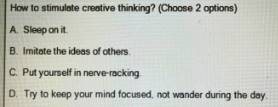 How to stimulate creative thinking? (Choose 2 options)
A. Sleep on it.
B. Imitate the ideas of others.
C. Put yourself in nerve-racking.
D. Try to keep your mind focused, not wander during the day.